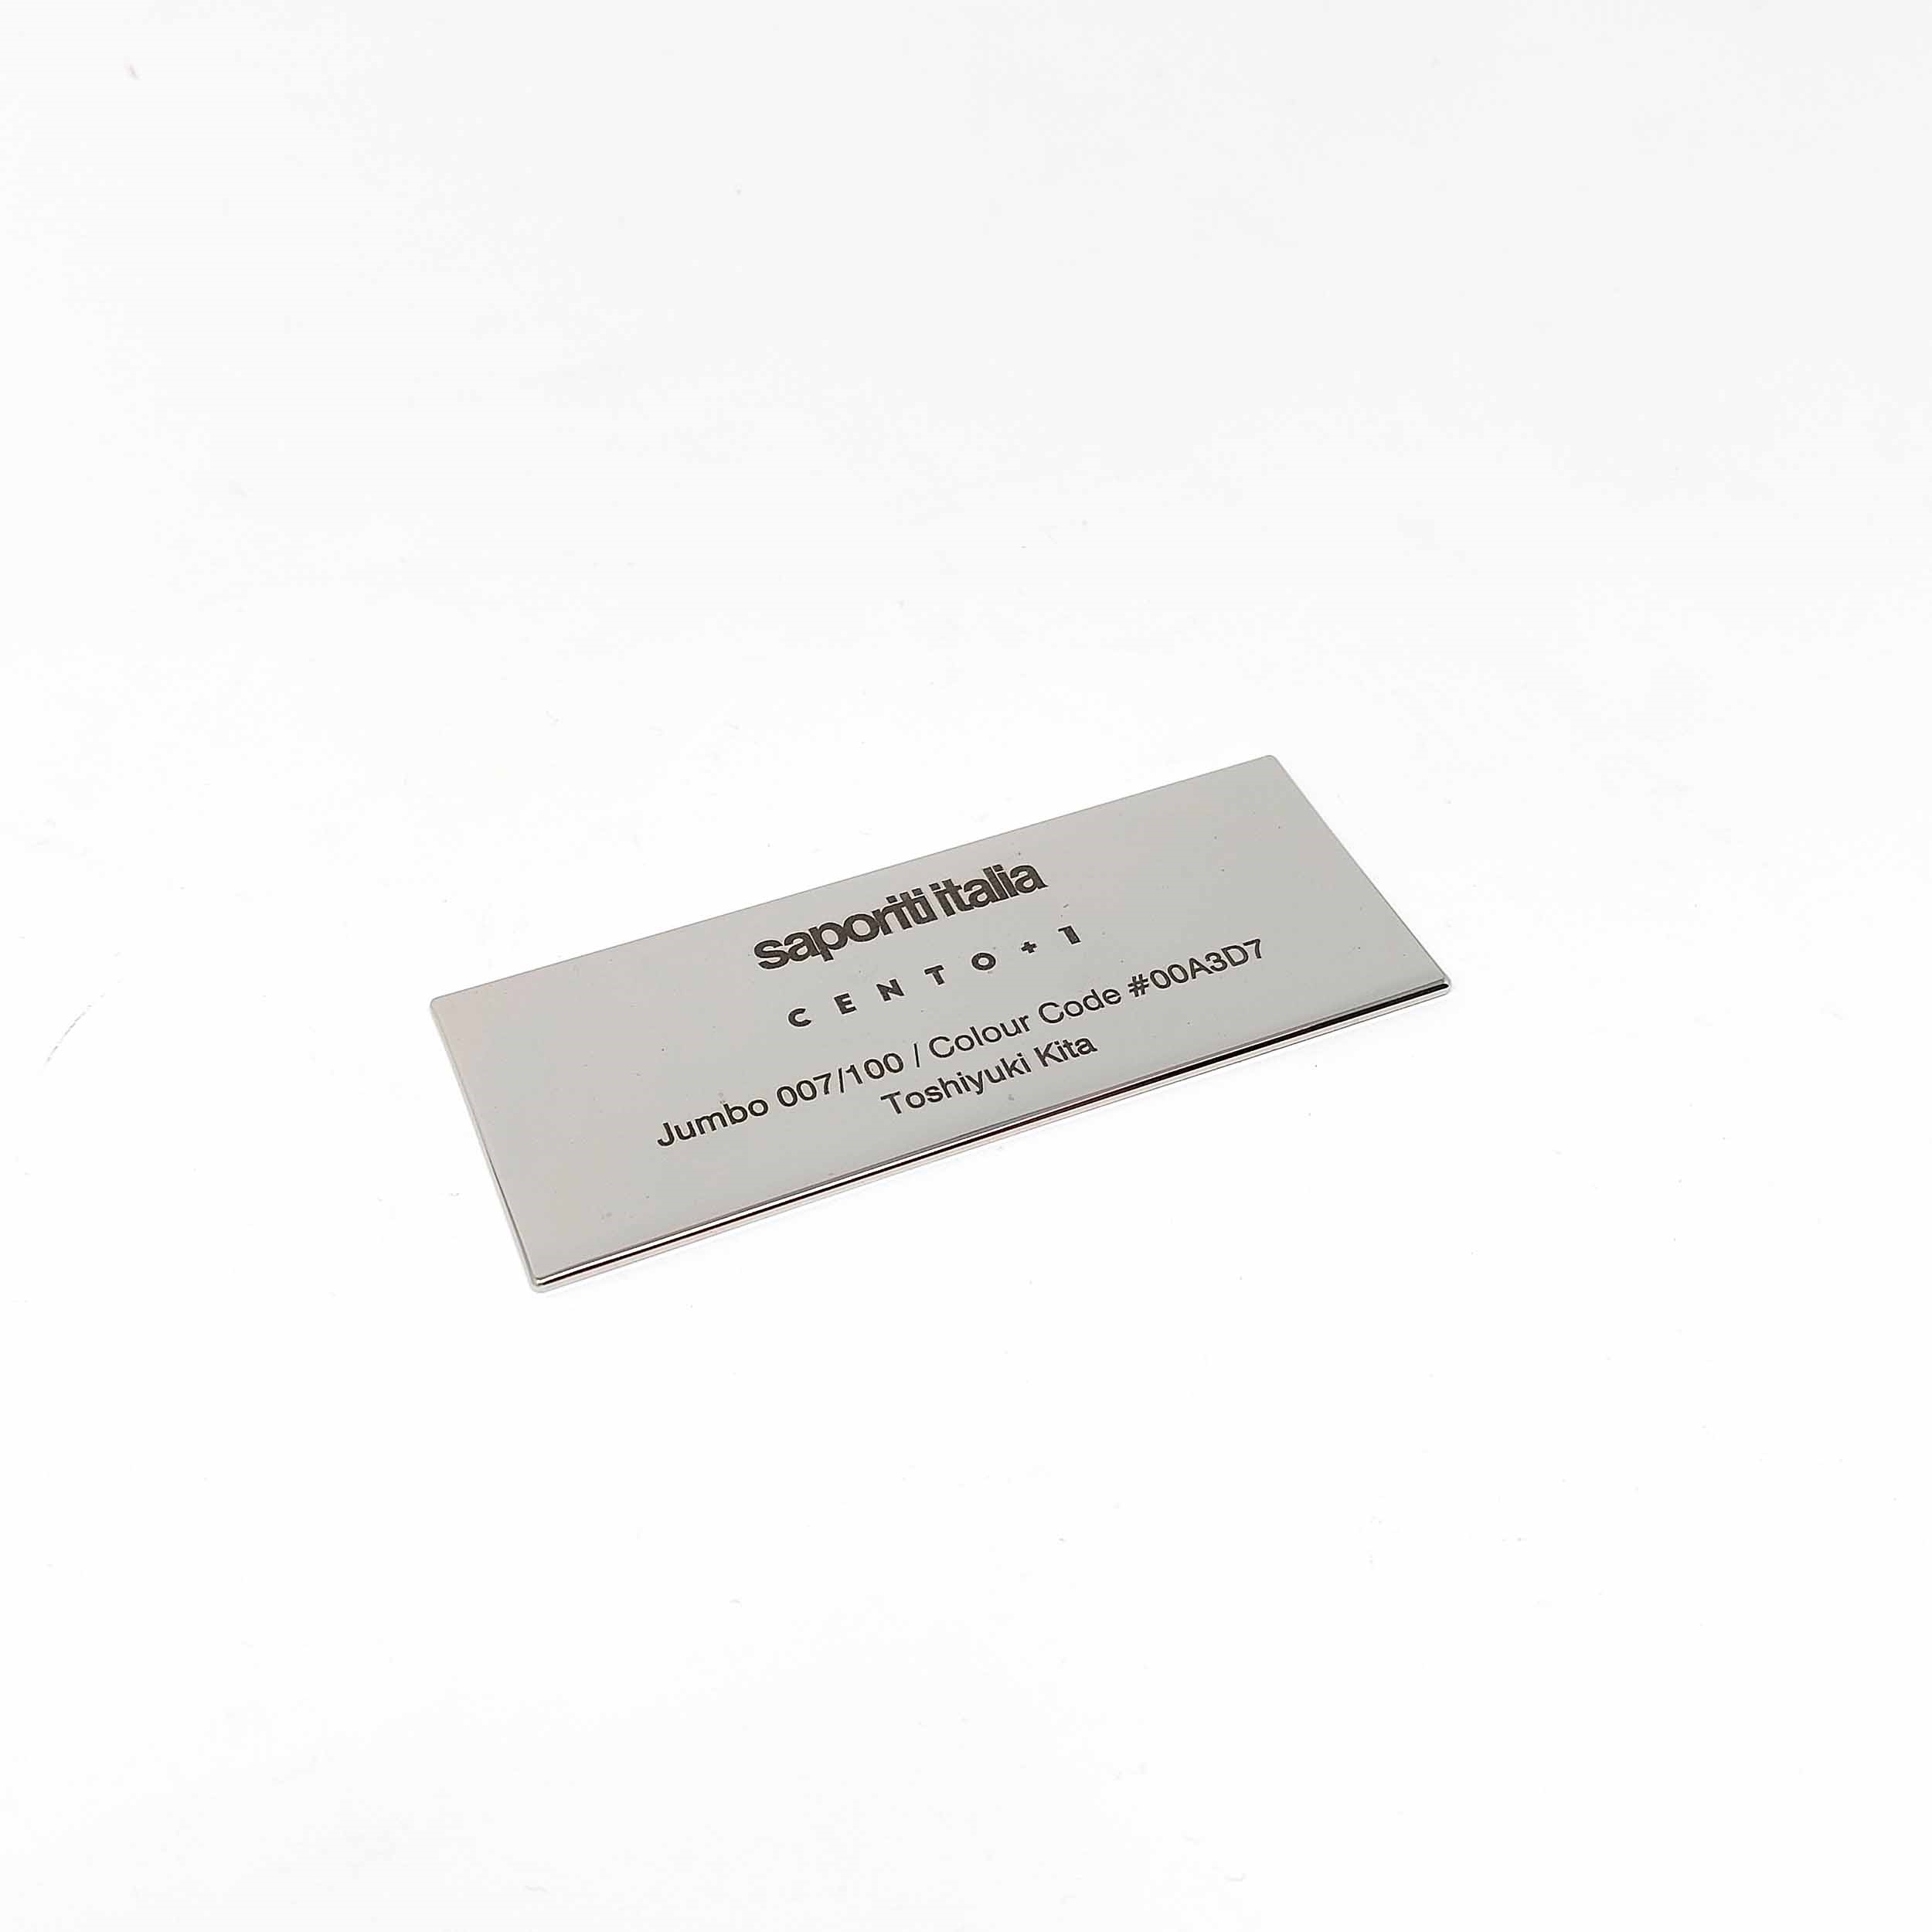 saporiti italia
CENTO+1
Jumbo 007/100 / Colour Code #00A3D7
Toshiyuki Kita